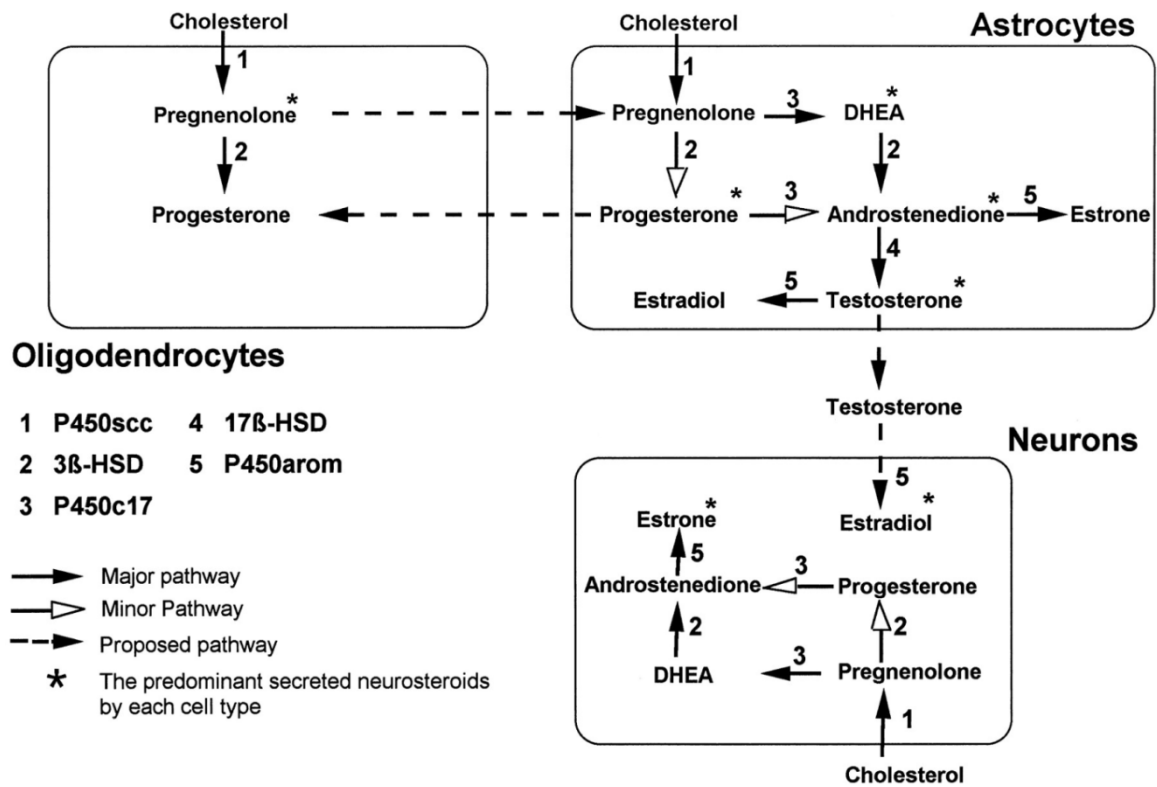 Cholesterol
1
Pregnenolone*
2
Progesterone
Oligodendrocytes
Astrocytes
Cholesterol
1
Pregnenolone 3 DHEA*
2 2
Progesterone* 3 Androstenedione* 5 Estrone
4
Estradiol 5 Testosterone*
Testosterone
Neurons
5
Estrone* Estradiol*
5
Androstenedione 3 Progesterone
2 2
DHEA 3 Pregnenolone
1
Cholesterol
1 P450scc 4 17ß-HSD
2 3ß-HSD 5 P450arom
3 P450c17
Major pathway
Minor Pathway
Proposed pathway
* The predominant secreted neurosteroids
by each cell type